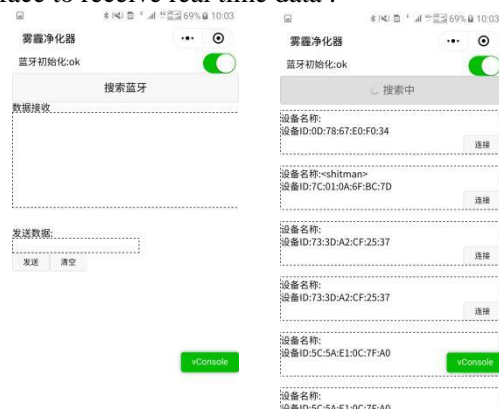 face to receive real time data .
69% 10:03
雾霾净化器
蓝牙初始化:ok
搜索蓝牙
数据接收
发送数据:
发送 清空
vConsole
69% 10:03
雾霾净化器
蓝牙初始化:ok
搜索中
设备名称:
设备ID:0D:78:67:E0:F0:34
连接
设备名称:<shitman>
设备ID:7C:01:0A:6F:BC:7D
连接
设备名称:
设备ID:73:3D:A2:CF:25:37
连接
设备名称:
设备ID:73:3D:A2:CF:25:37
连接
设备名称:
设备ID:5C:5A:E1:0C:7F:A0
vConsole
设备名称:
设备ID:5C:5A:E1:0C:7F:A0